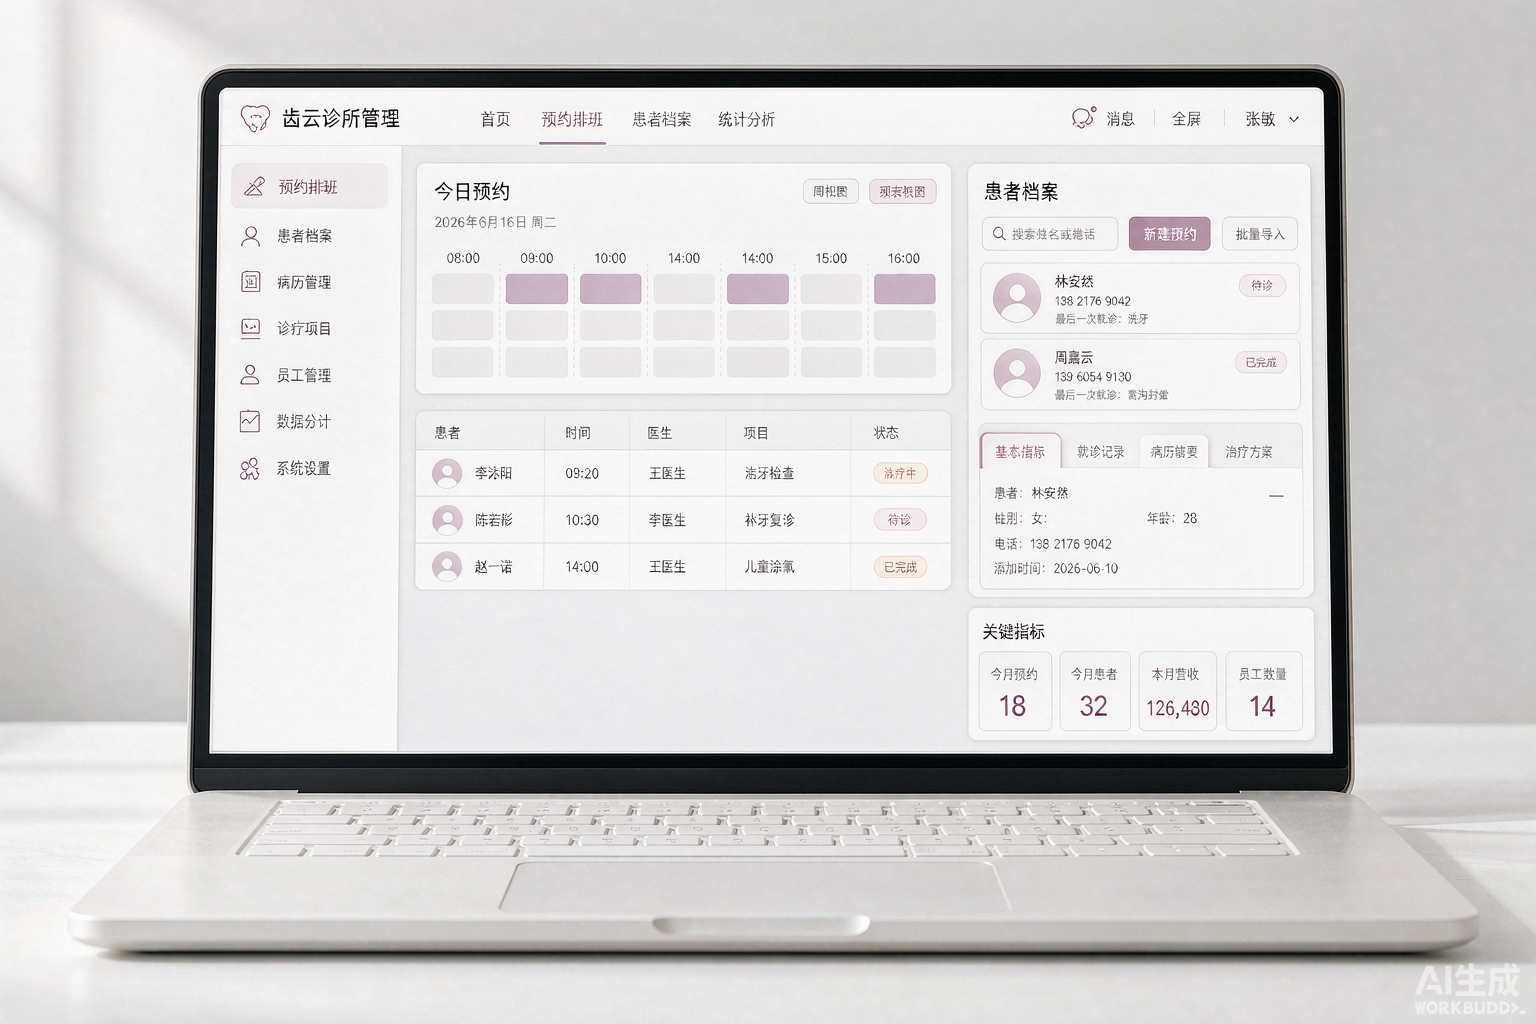 齿云诊所管理
首页 预约排班 患者档案 统计分析
消息 全屏 张敏
预约排班
患者档案
病历管理
诊疗项目
员工管理
数据分计
系统设置
今日预约
2026年6月16日 周二
08:00 09:00 10:00 14:00 14:00 15:00 16:00
患者 时间 医生 项目 状态
李沐阳 09:20 王医生 洁牙检查 治疗中
陈若彤 10:30 李医生 补牙复诊 待诊
赵一诺 14:00 王医生 儿童涂氟 已完成
患者档案
新建预约 批量导入
林安然 待诊
138 2176 9042
最后一次就诊：洗牙
周嘉云 已完成
139 6054 9130
最后一次就诊：窝沟封
基本指标 就诊记录 病历 治疗方案
患者：林安然
性别：女： 年龄：28
电话：138 2176 9042
添加时间：2026-06-10
关键指标
今月预约 今月患者 本月营收 员工数量
18 32 126,480 14
AI生成
WORKBUDD